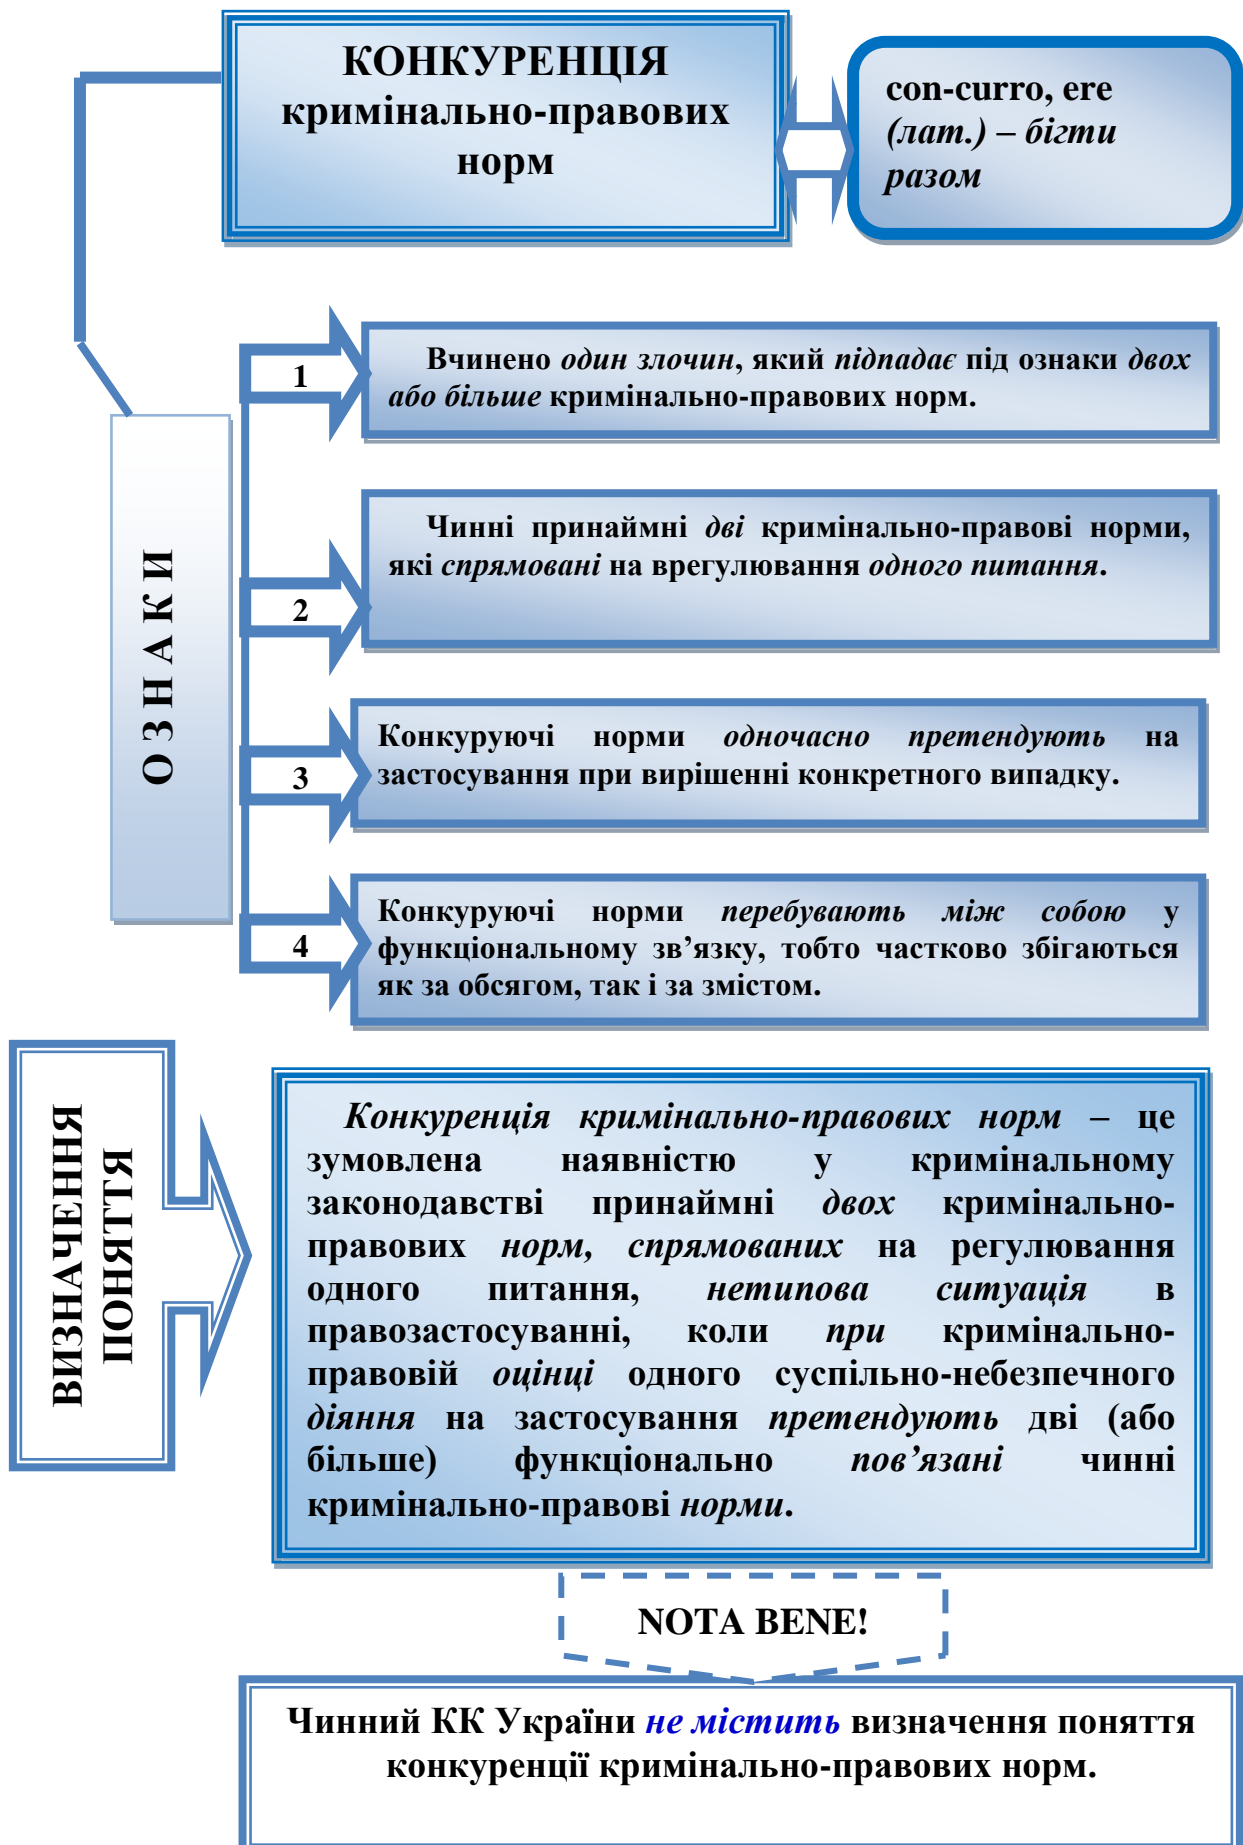 КОНКУРЕНЦІЯ
кримінально-правових
норм
con-curro, ere
(лат.) – бігти
разом
ОЗНАКИ
1
Вчинено один злочин, який підпадає під ознаки двох
або більше кримінально-правових норм.
2
Чинні принаймні дві кримінально-правові норми,
які спрямовані на врегулювання одного питання.
3
Конкуруючі норми одночасно претендують на
застосування при вирішенні конкретного випадку.
4
Конкуруючі норми перебувають між собою у
функціональному зв’язку, тобто частково збігаються
як за обсягом, так і за змістом.
ВИЗНАЧЕННЯ
ПОНЯТТЯ
Конкуренція кримінально-правових норм – це
зумовлена наявністю у кримінальному
законодавстві принаймні двох кримінально-
правових норм, спрямованих на регулювання
одного питання, нетипова ситуація в
правозастосуванні, коли при кримінально-
правовій оцінці одного суспільно-небезпечного
діяння на застосування претендують дві (або
більше) функціонально пов’язані чинні
кримінально-правові норми.
NOTA BENE!
Чинний КК України не містить визначення поняття
конкуренції кримінально-правових норм.